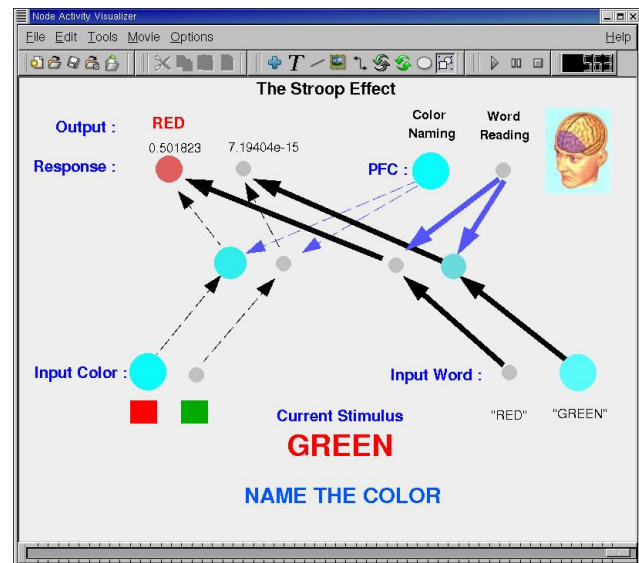 Node Activity Visualizer
File Edit Tools Movie Options Help
563
The Stroop Effect
Output : RED Color Naming Word Reading
0.501823 7.19404e-15
Response : PFC :
Input Color : Input Word :
Current Stimulus "RED" "GREEN"
GREEN
NAME THE COLOR